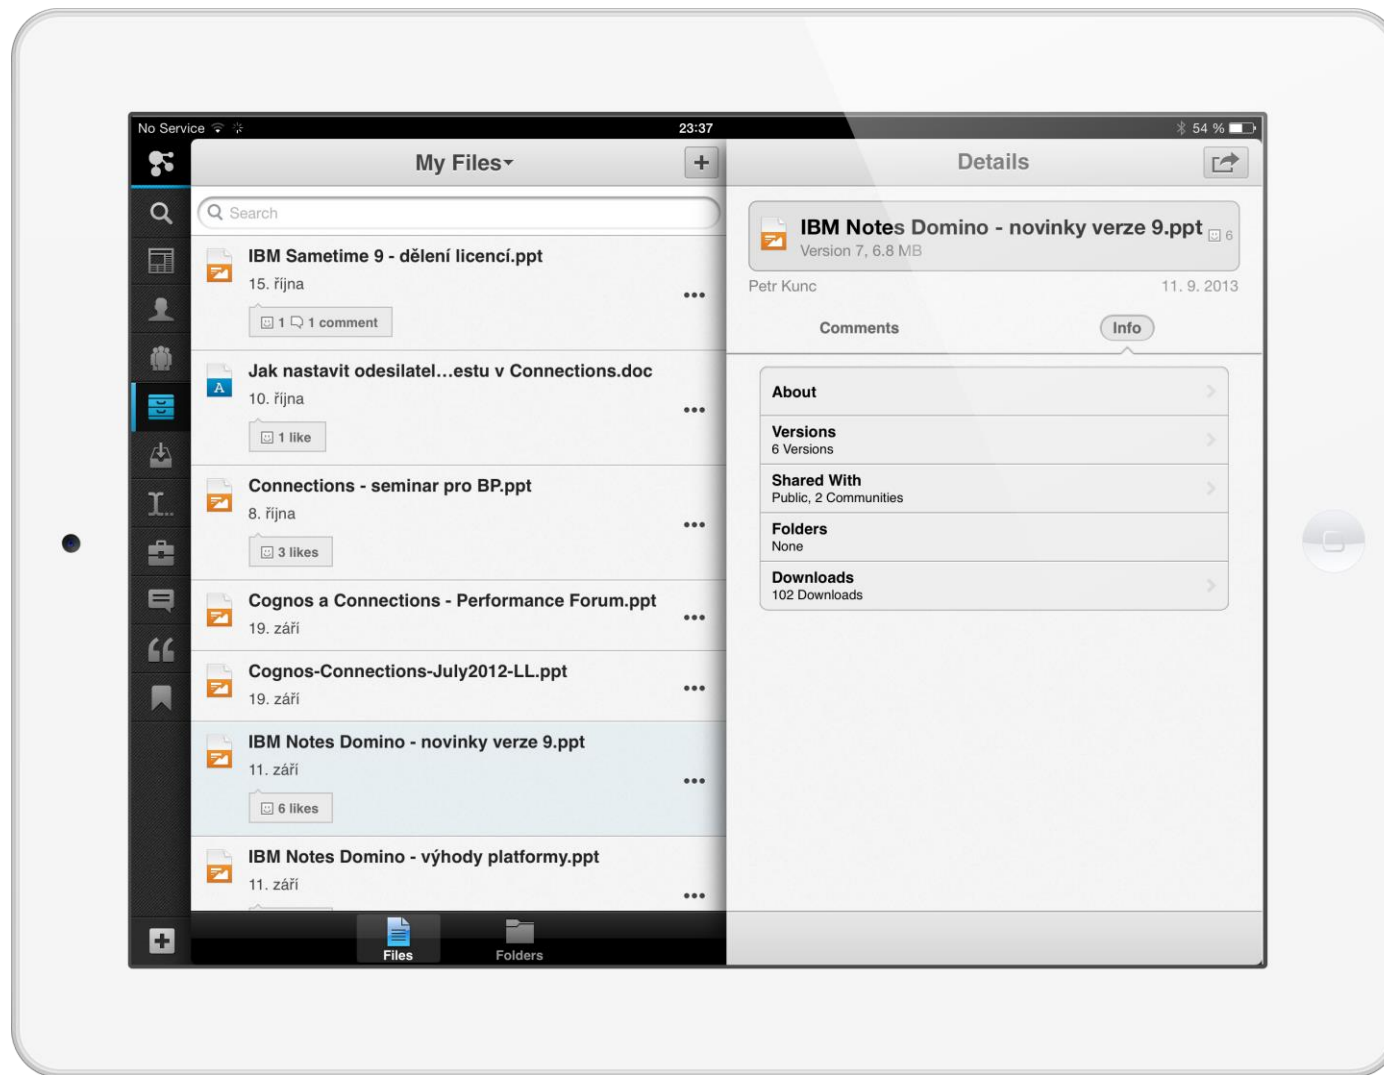 No Service
23:37
54 %
My Files
+
Search
IBM Sametime 9 - dělení licencí.ppt
15. října
1 1 comment
Jak nastavit odesilatel...estu v Connections.doc
10. října
1 like
Connections - seminar pro BP.ppt
8. října
3 likes
Cognos a Connections - Performance Forum.ppt
19. září
Cognos-Connections-July2012-LL.ppt
19. září
IBM Notes Domino - novinky verze 9.ppt
11. září
6 likes
IBM Notes Domino - výhody platformy.ppt
11. září
Files
Folders
Details
IBM Notes Domino - novinky verze 9.ppt 6
Version 7, 6.8 MB
Petr Kunc
11. 9. 2013
Comments
Info
About
Versions
6 Versions
Shared With
Public, 2 Communities
Folders
None
Downloads
102 Downloads